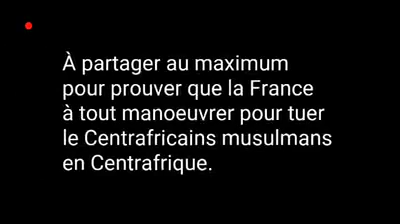 À partager au maximum
pour prouver que la France
à tout manoeuvrer pour tuer
le Centrafricains musulmans
en Centrafrique.